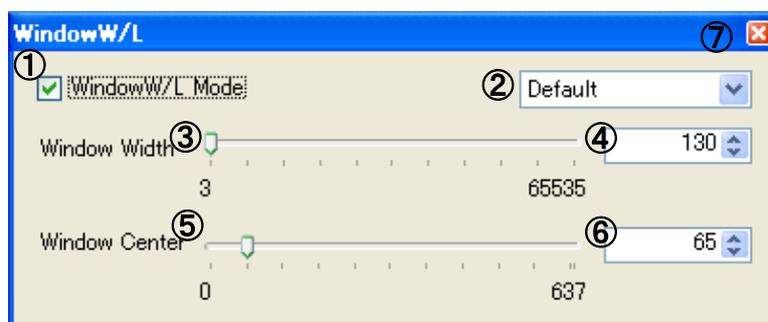 WindowW/L ⑦
① WindowW/L Mode ② Default
Window Width ③ ④ 130
3 65535
Window Center ⑤ ⑥ 65
0 637